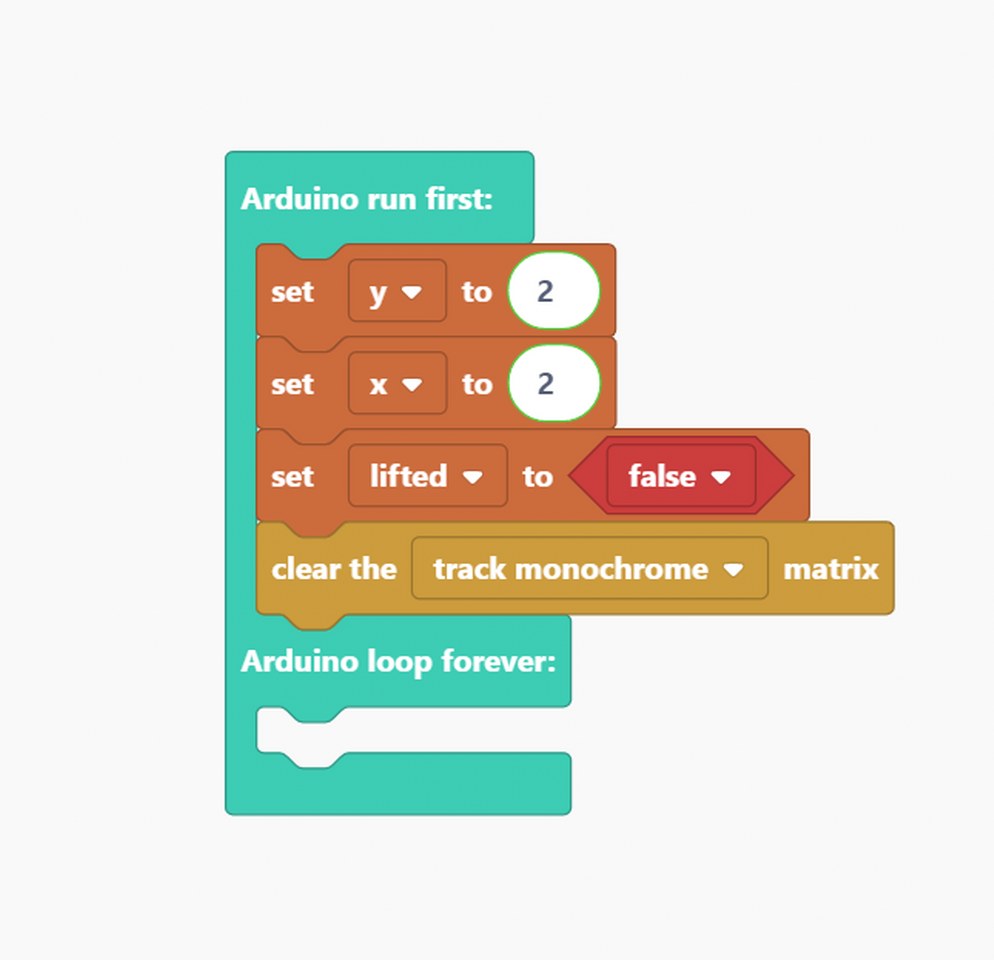 Arduino run first:
set y to 2
set x to 2
set lifted to false
clear the track monochrome matrix
Arduino loop forever: